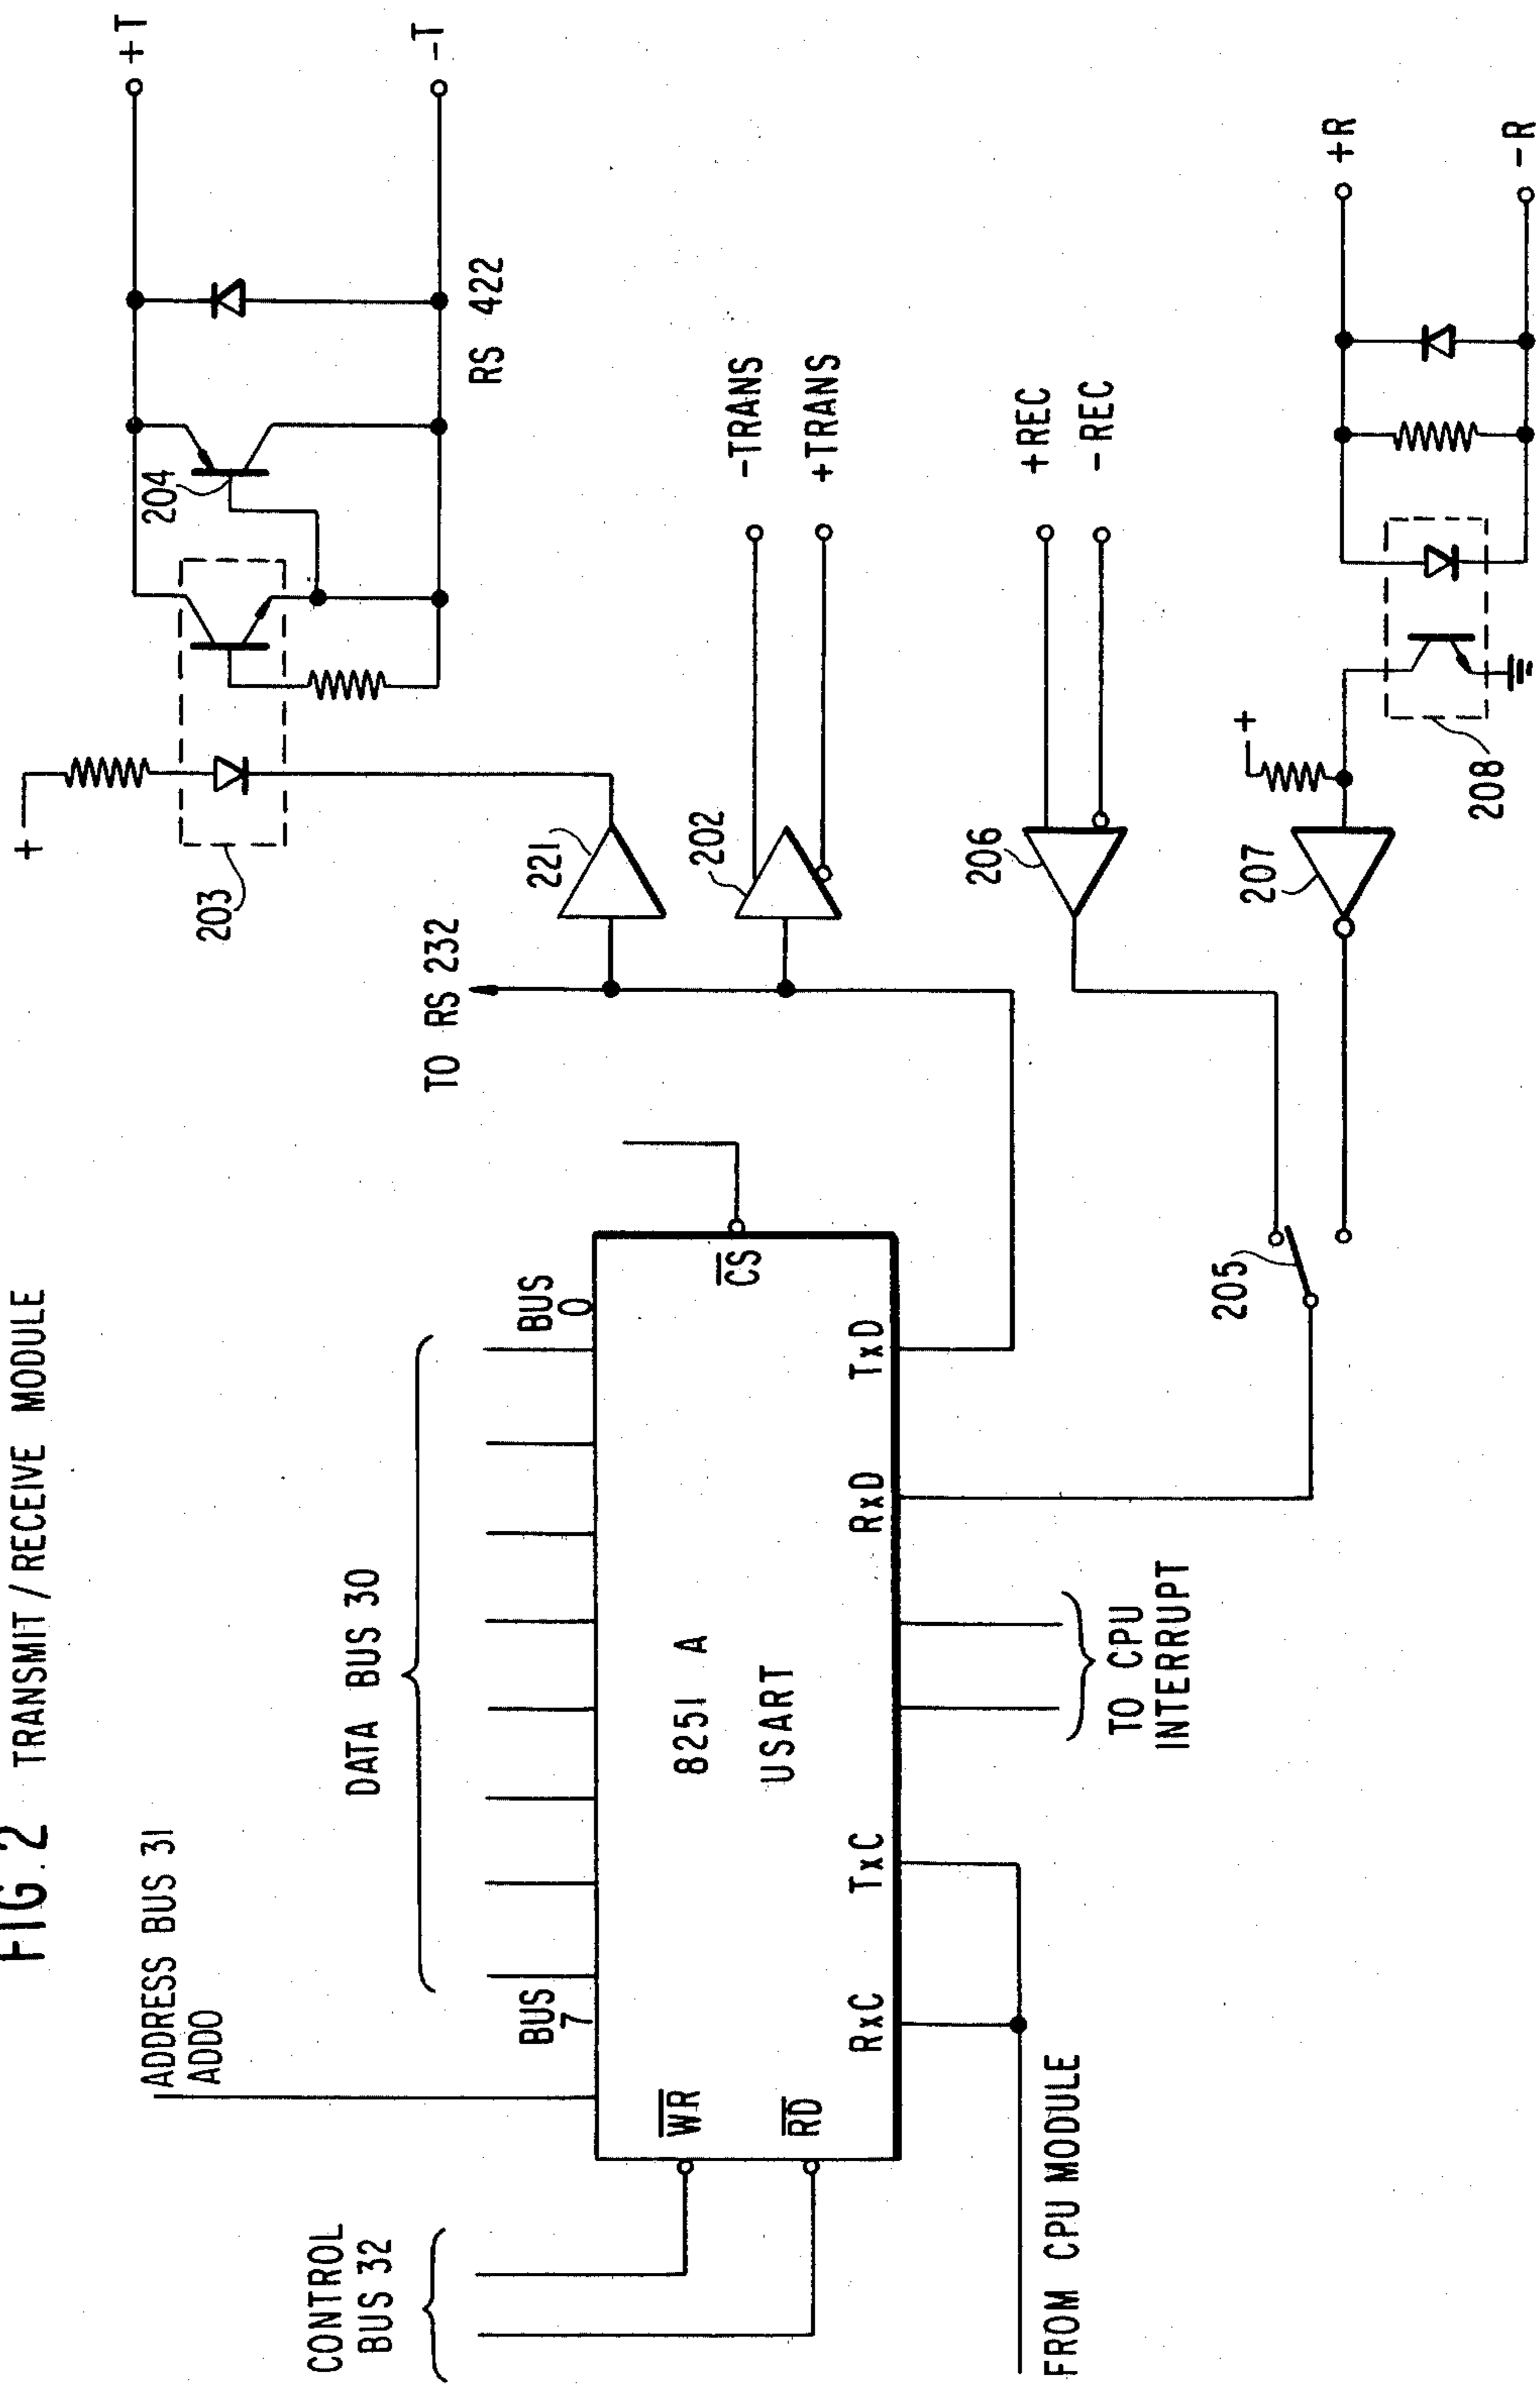 FIG. 2 TRANSMIT / RECEIVE MODULE
ADDRESS BUS 31
ADDO
CONTROL
BUS 32
DATA BUS 30
BUS
7
BUS
0
WR
RD
8251 A
USART
CS
RxC
TxC
RxD
TxD
FROM CPU MODULE
TO CPU
INTERRUPT
TO RS 232
+
203
204
+T
-T
RS 422
221
202
-TRANS
+TRANS
206
+REC
-REC
205
207
+
208
+R
-R